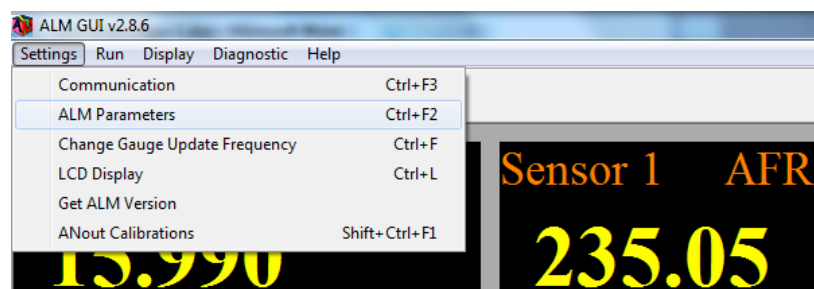 ALM GUI v2.8.6
Settings Run Display Diagnostic Help
Communication Ctrl+F3
ALM Parameters Ctrl+F2
Change Gauge Update Frequency Ctrl+F
LCD Display Ctrl+L
Get ALM Version
ANout Calibrations Shift+Ctrl+F1
Sensor 1 AFR
15.990
235.05